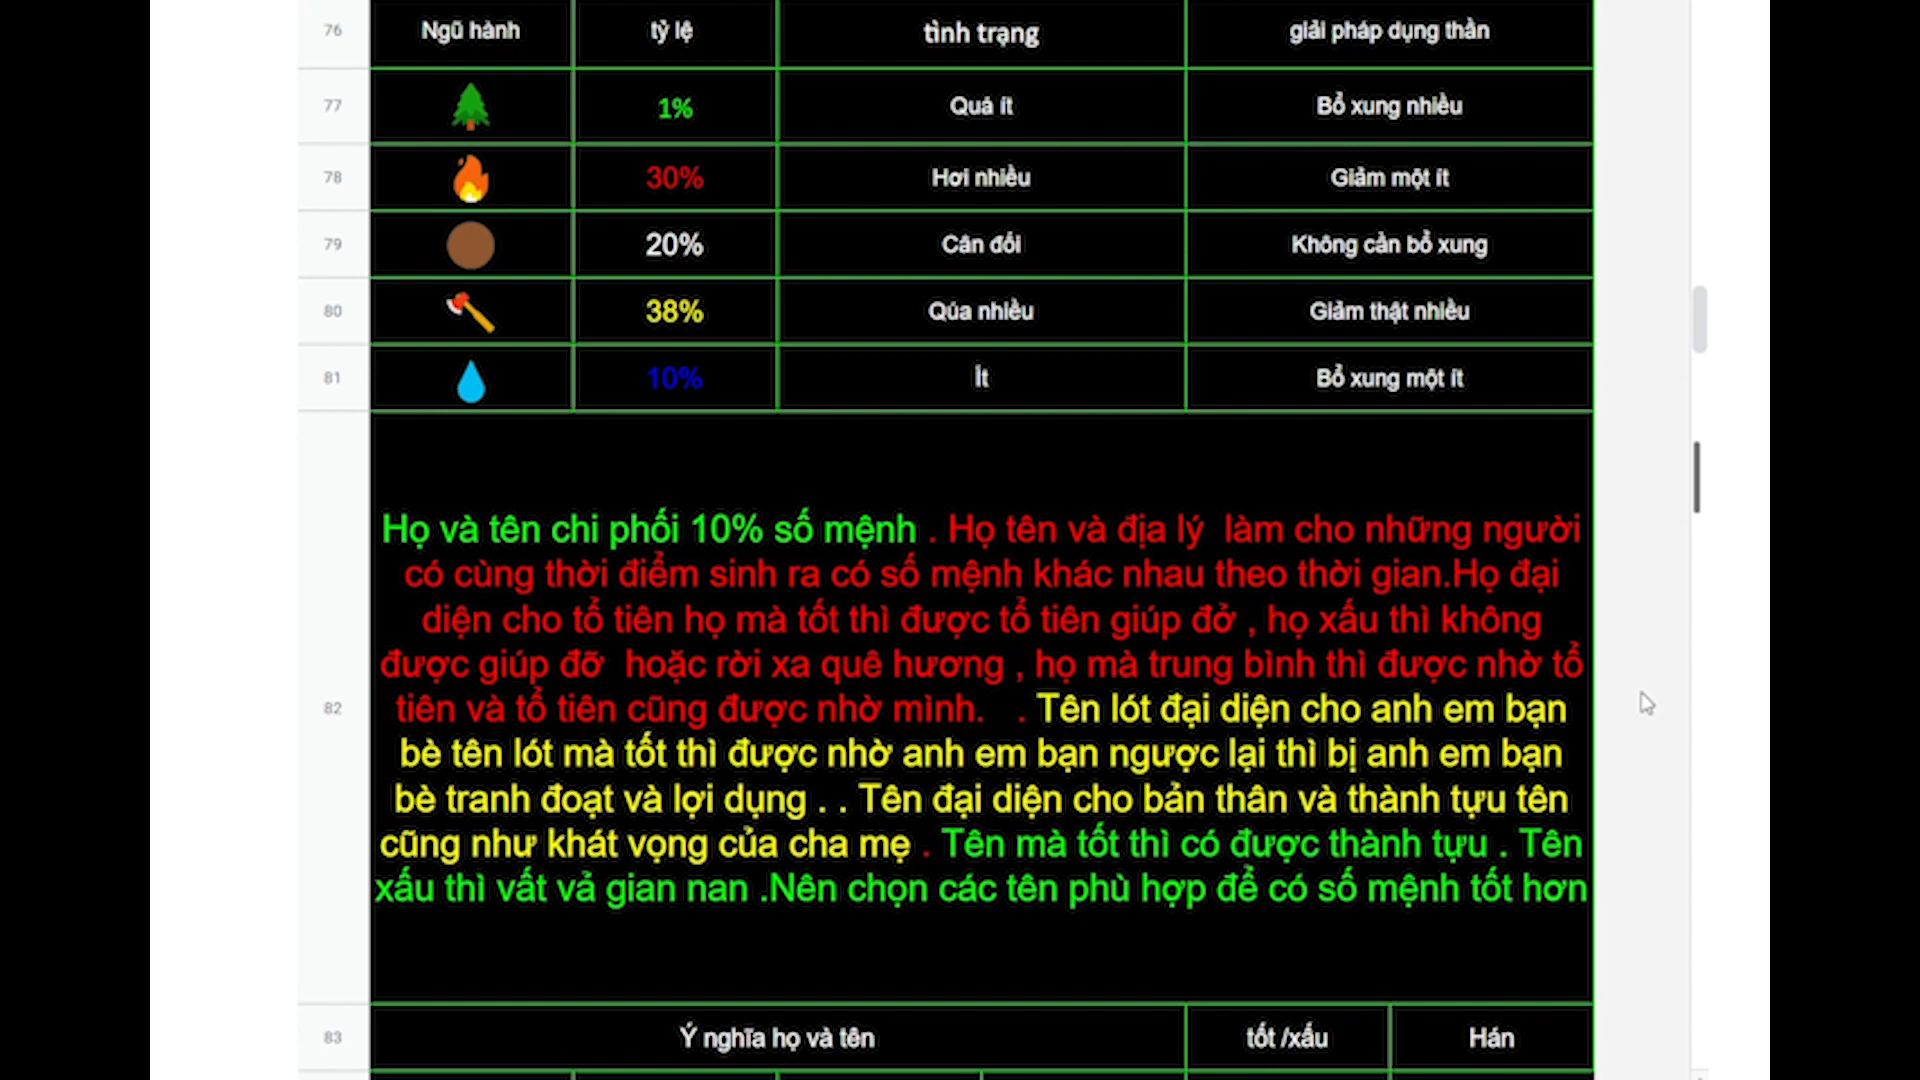 76 Ngũ hành tỷ lệ tình trạng giải pháp dụng thần
77 1% Quá ít Bổ xung nhiều
78 30% Hơi nhiều Giảm một ít
79 20% Cân đối Không cần bổ xung
80 38% Qúa nhiều Giảm thật nhiều
81 10% Ít Bổ xung một ít
Họ và tên chi phối 10% số mệnh . Họ tên và địa lý làm cho những người
có cùng thời điểm sinh ra có số mệnh khác nhau theo thời gian.Họ đại
diện cho tổ tiên họ mà tốt thì được tổ tiên giúp đở , họ xấu thì không
được giúp đỡ hoặc rời xa quê hương , họ mà trung bình thì được nhờ tổ
82 tiên và tổ tiên cũng được nhờ mình. . Tên lót đại diện cho anh em bạn
bè tên lót mà tốt thì được nhờ anh em bạn ngược lại thì bị anh em bạn
bè tranh đoạt và lợi dụng . . Tên đại diện cho bản thân và thành tựu tên
cũng như khát vọng của cha mẹ . Tên mà tốt thì có được thành tựu . Tên
xấu thì vất vả gian nan .Nên chọn các tên phù hợp để có số mệnh tốt hơn
83 Ý nghĩa họ và tên tốt /xấu Hán